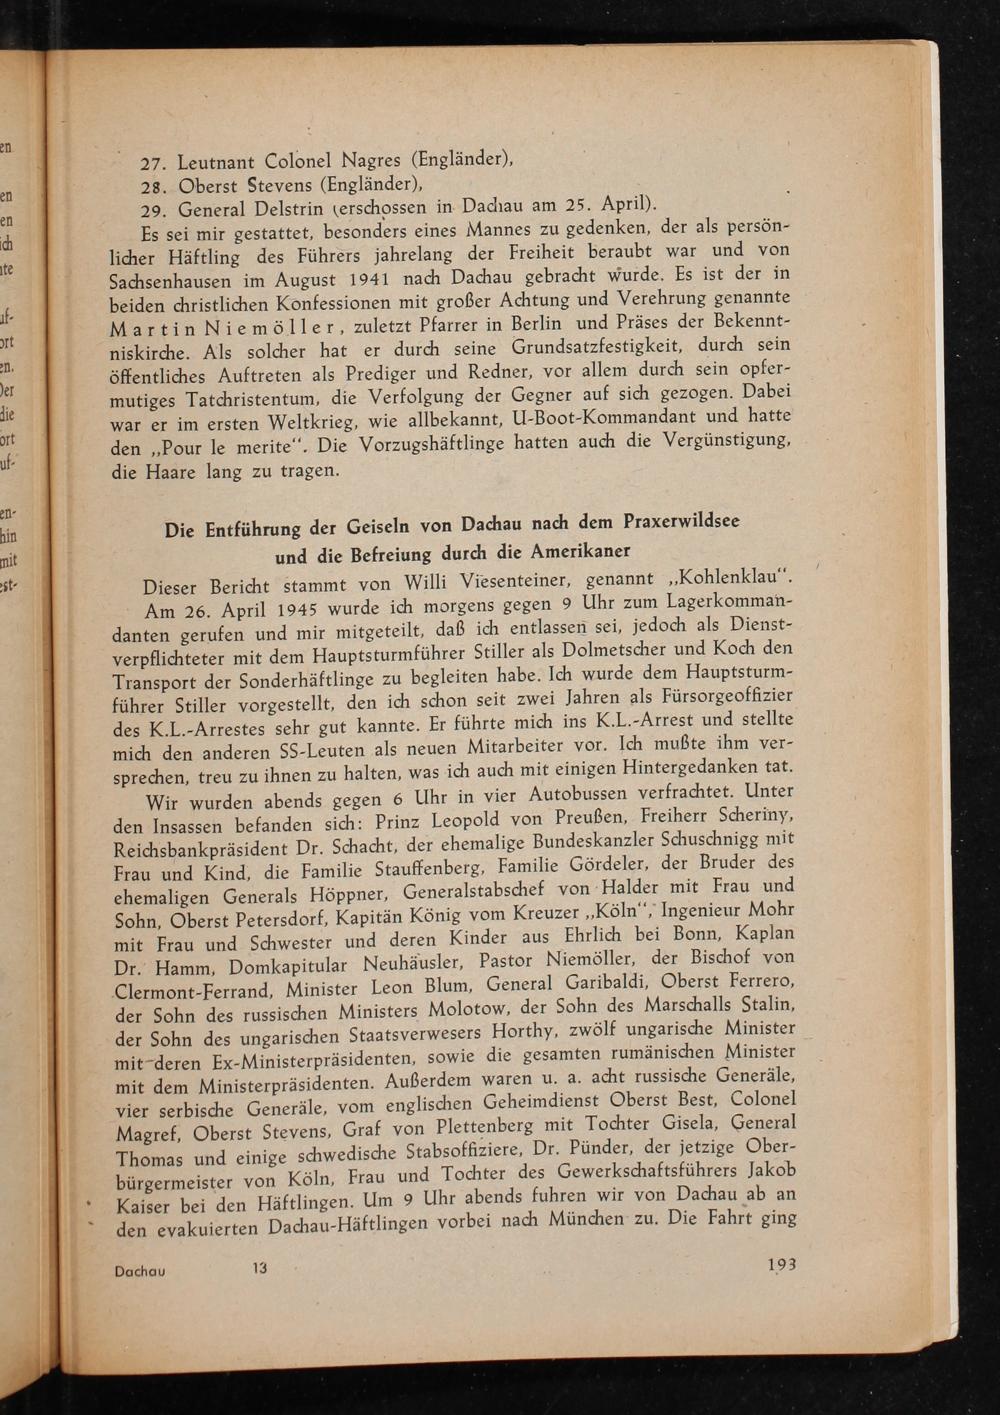 27. Leutnant Colonel Nagres (Engländer),
28. Oberst Stevens (Engländer),
29. General Delstrin (erschossen in Dachau am 25. April).
Es sei mir gestattet, besonders eines Mannes zu gedenken, der als persön-
licher Häftling des Führers jahrelang der Freiheit beraubt war und von
Sachsenhausen im August 1941 nach Dachau gebracht wurde. Es ist der in
beiden christlichen Konfessionen mit großer Achtung und Verehrung genannte
Martin Niemöller, zuletzt Pfarrer in Berlin und Präses der Bekennt-
niskirche. Als solcher hat er durch seine Grundsatzfestigkeit, durch sein
öffentliches Auftreten als Prediger und Redner, vor allem durch sein opfer-
mutiges Tatchristentum, die Verfolgung der Gegner auf sich gezogen. Dabei
war er im ersten Weltkrieg, wie allbekannt, U-Boot-Kommandant und hatte
den „Pour le merite“. Die Vorzugshäftlinge hatten auch die Vergünstigung,
die Haare lang zu tragen.
Die Entführung der Geiseln von Dachau nach dem Praxerwildsee
und die Befreiung durch die Amerikaner
Dieser Bericht stammt von Willi Viesenteiner, genannt „Kohlenklau“.
Am 26. April 1945 wurde ich morgens gegen 9 Uhr zum Lagerkomman-
danten gerufen und mir mitgeteilt, daß ich entlassen sei, jedoch als Dienst-
verpflichteter mit dem Hauptsturmführer Stiller als Dolmetscher und Koch den
Transport der Sonderhäftlinge zu begleiten habe. Ich wurde dem Hauptsturm-
führer Stiller vorgestellt, den ich schon seit zwei Jahren als Fürsorgeoffizier
des K.L.-Arrestes sehr gut kannte. Er führte mich ins K.L.-Arrest und stellte
mich den anderen SS-Leuten als neuen Mitarbeiter vor. Ich mußte ihm ver-
sprechen, treu zu ihnen zu halten, was ich auch mit einigen Hintergedanken tat.
Wir wurden abends gegen 6 Uhr in vier Autobussen verfrachtet. Unter
den Insassen befanden sich: Prinz Leopold von Preußen, Freiherr Scheriny,
Reichsbankpräsident Dr. Schacht, der ehemalige Bundeskanzler Schuschnigg mit
Frau und Kind, die Familie Stauffenberg, Familie Gördeler, der Bruder des
ehemaligen Generals Höppner, Generalstabschef von Halder mit Frau und
Sohn, Oberst Petersdorf, Kapitän König vom Kreuzer „Köln“, Ingenieur Mohr
mit Frau und Schwester und deren Kinder aus Ehrlich bei Bonn, Kaplan
Dr. Hamm, Domkapitular Neuhäusler, Pastor Niemöller, der Bischof von
Clermont-Ferrand, Minister Leon Blum, General Garibaldi, Oberst Ferrero,
der Sohn des russischen Ministers Molotow, der Sohn des Marschalls Stalin,
der Sohn des ungarischen Staatsverwesers Horthy, zwölf ungarische Minister
mit deren Ex-Ministerpräsidenten, sowie die gesamten rumänischen Minister
mit dem Ministerpräsidenten. Außerdem waren u. a. acht russische Generäle,
vier serbische Generäle, vom englischen Geheimdienst Oberst Best, Colonel
Magref, Oberst Stevens, Graf von Plettenberg mit Tochter Gisela, General
Thomas und einige schwedische Stabsoffiziere, Dr. Pünder, der jetzige Ober-
bürgermeister von Köln, Frau und Tochter des Gewerkschaftsführers Jakob
Kaiser bei den Häftlingen. Um 9 Uhr abends fuhren wir von Dachau ab an
den evakuierten Dachau-Häftlingen vorbei nach München zu. Die Fahrt ging
Dachau 13 193